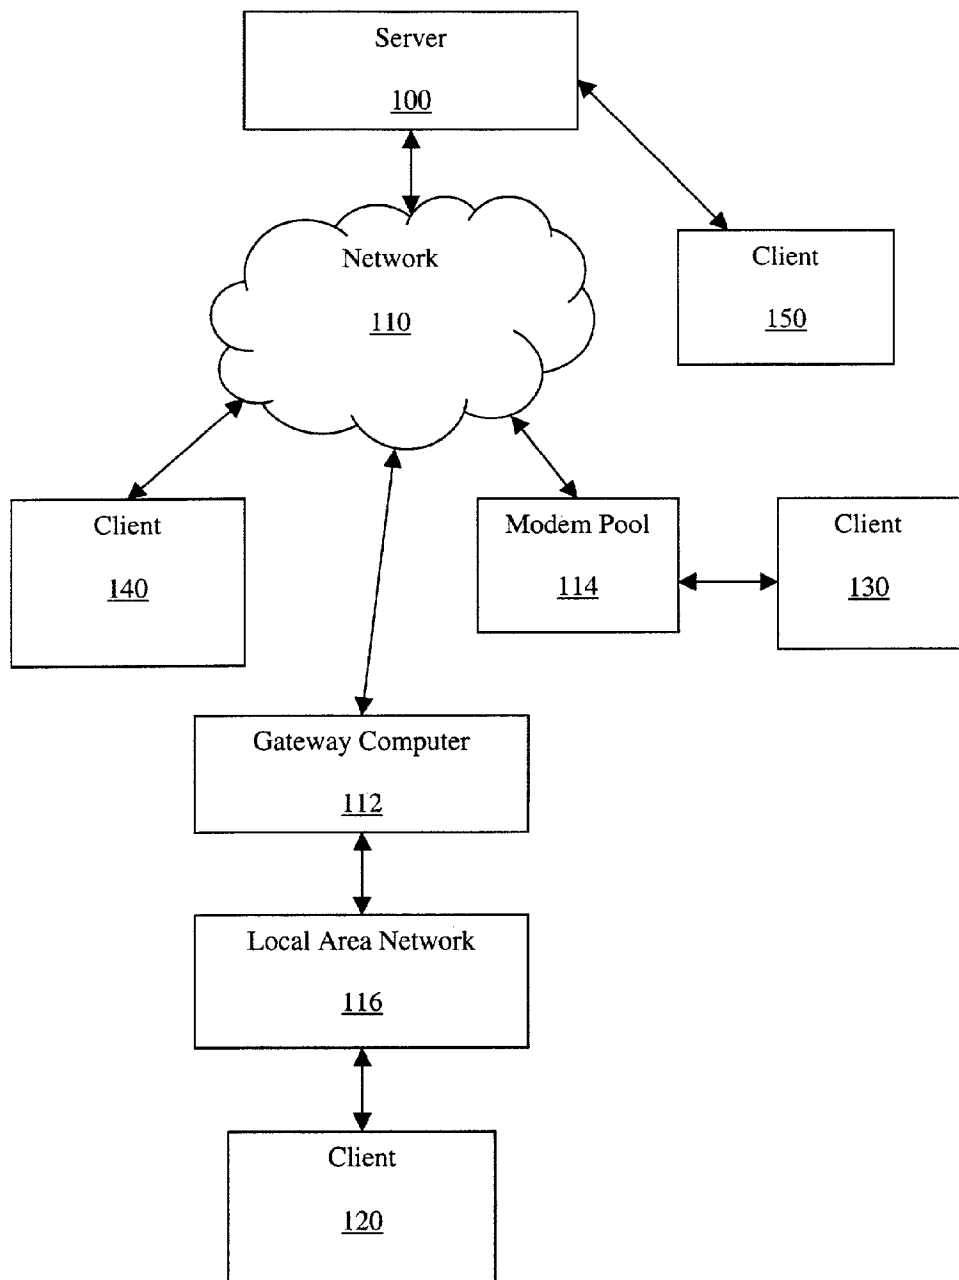 Server
100
Network
110
Client
150
Client
140
Modem Pool
114
Client
130
Gateway Computer
112
Local Area Network
116
Client
120